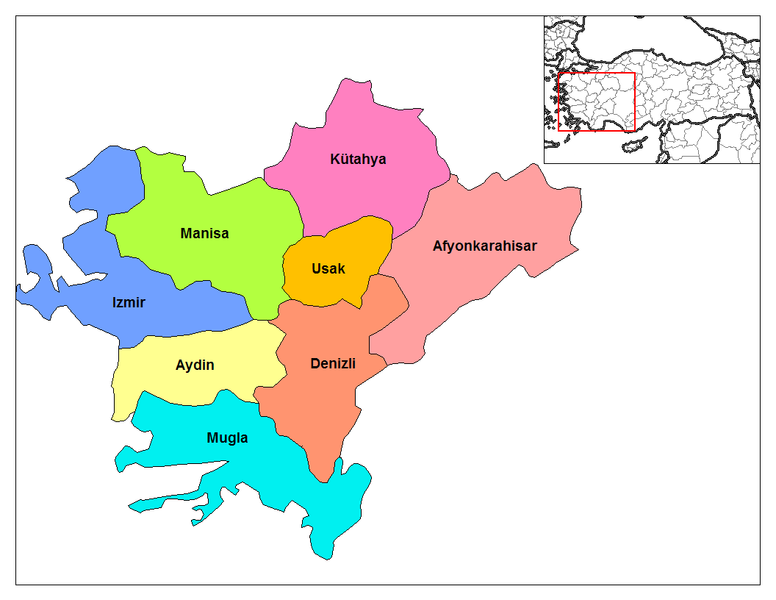 Kütahya
Manisa
Afyonkarahisar
Usak
Izmir
Aydin
Denizli
Mugla